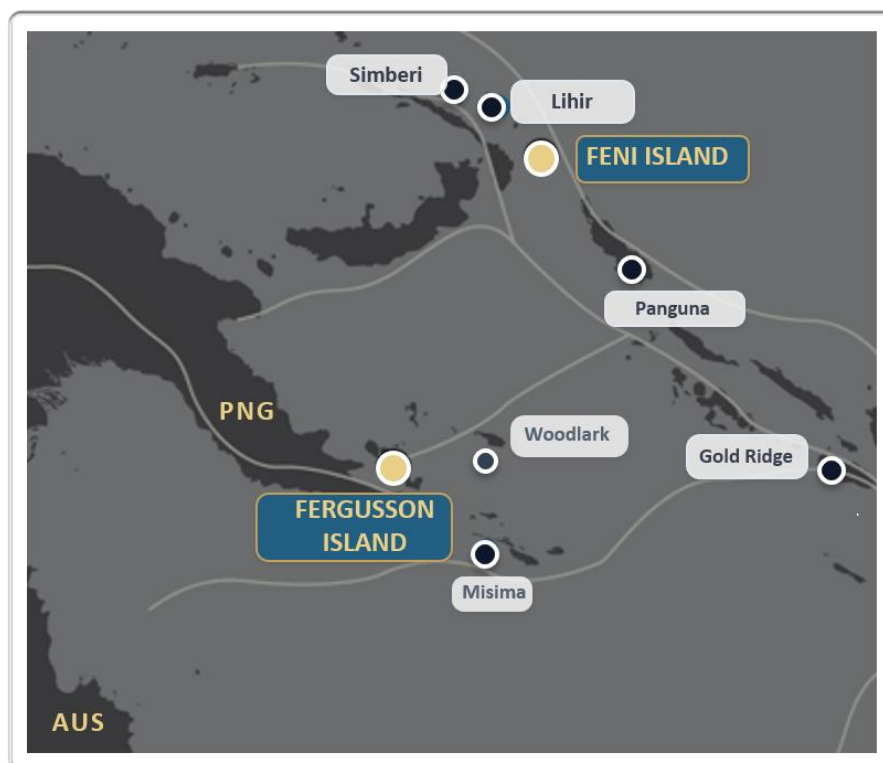 Simberi
Lihir
FENI ISLAND
Panguna
PNG
Woodlark
Gold Ridge
FERGUSSON
ISLAND
Misima
AUS